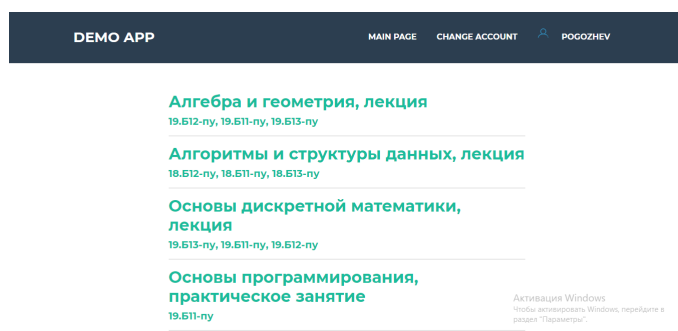 DEMO APP
MAIN PAGE CHANGE ACCOUNT POGOZHEV
Алгебра и геометрия, лекция
19.Б12-пу, 19.Б11-пу, 19.Б13-пу
Алгоритмы и структуры данных, лекция
18.Б12-пу, 18.Б11-пу, 18.Б13-пу
Основы дискретной математики,
лекция
19.Б13-пу, 19.Б11-пу, 19.Б12-пу
Основы программирования,
практическое занятие
19.Б11-пу
Активация Windows
Чтобы активировать Windows, перейдите в
раздел "Параметры".